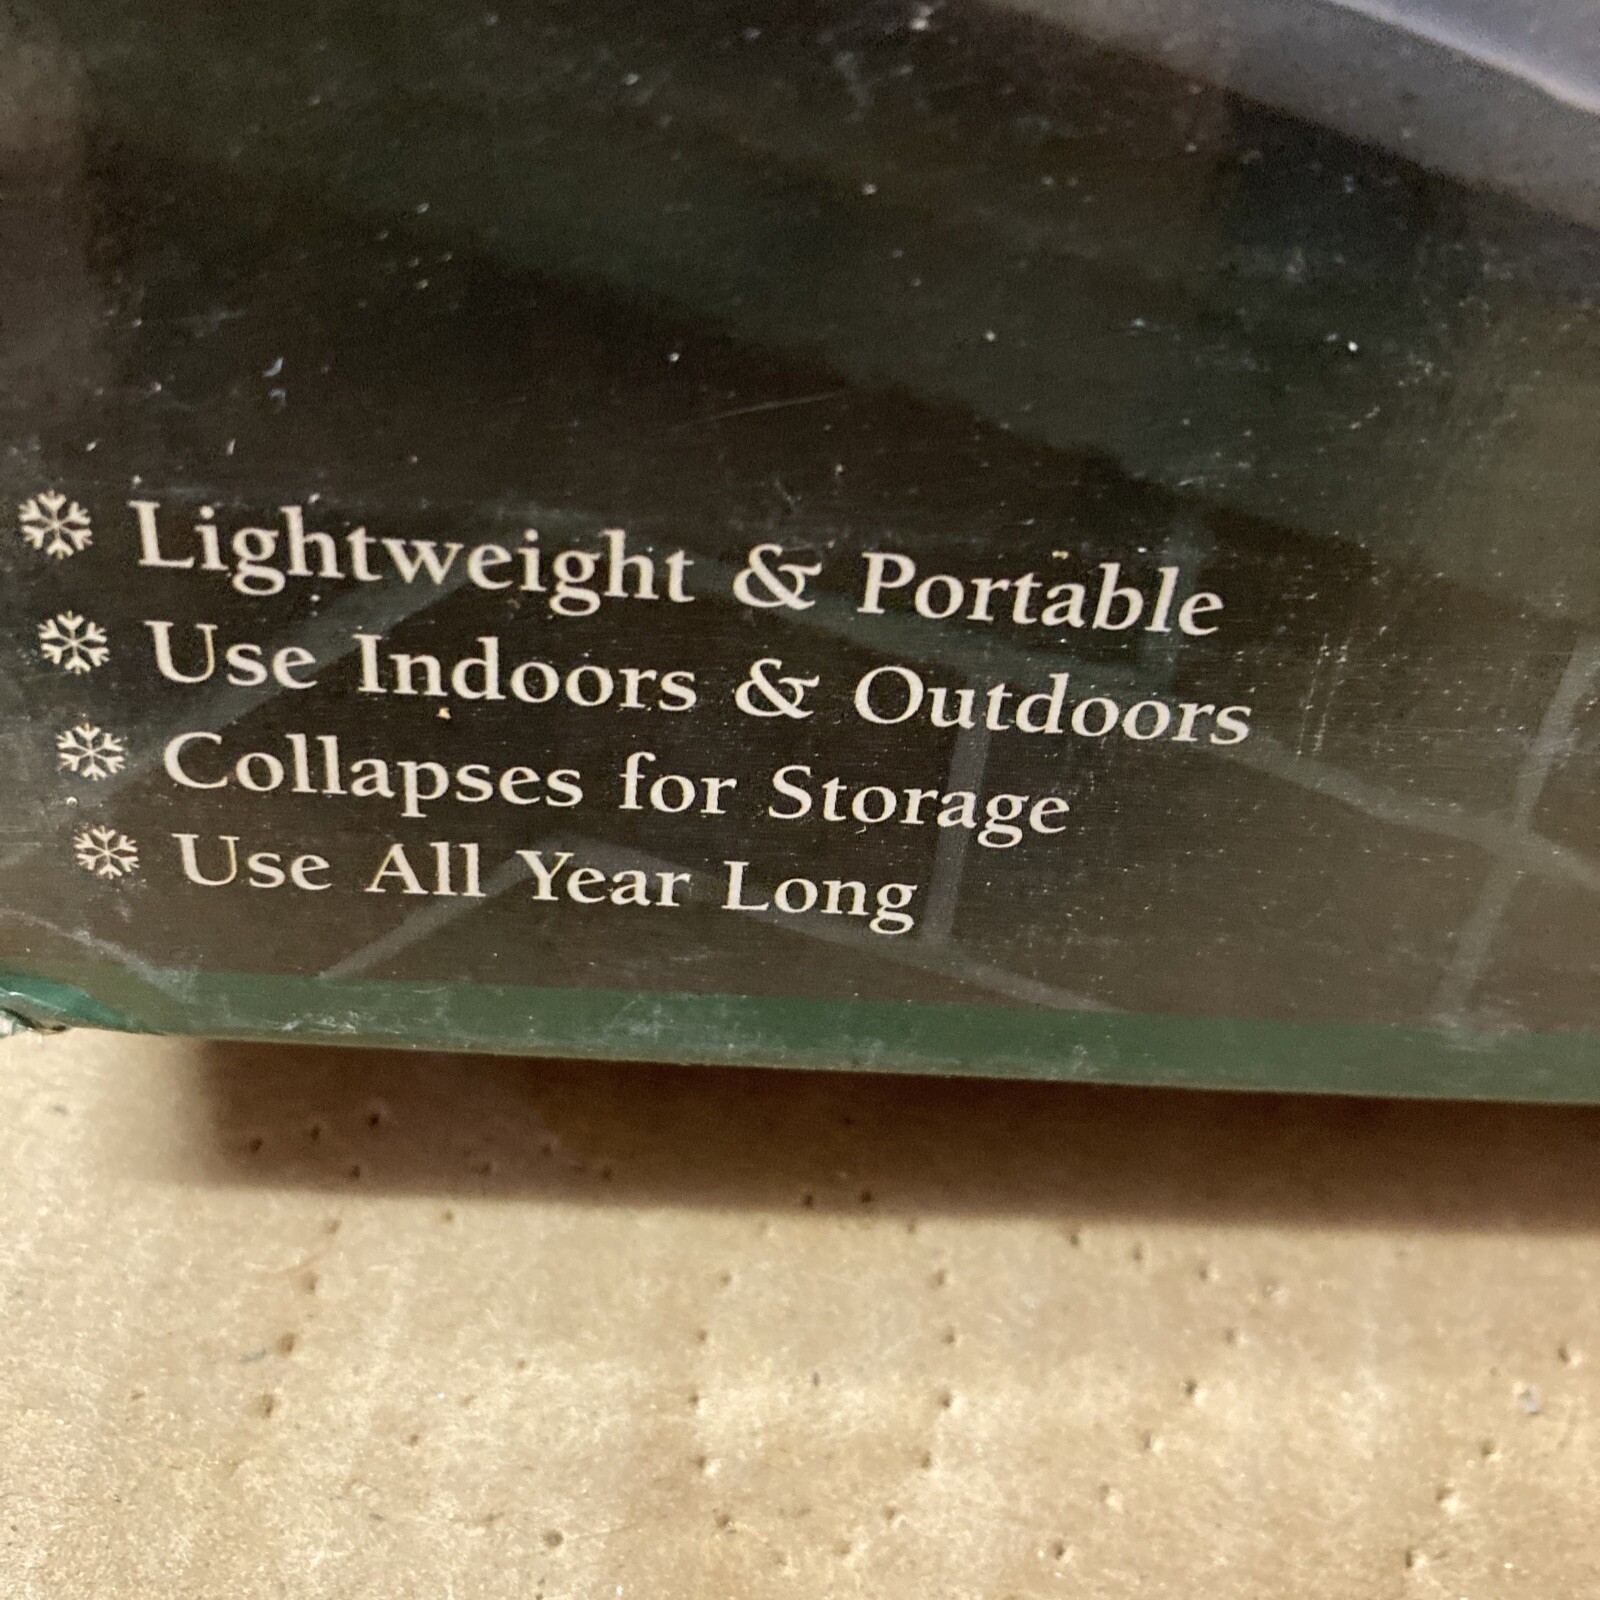 Lightweight & Portable
Use Indoors & Outdoors
Collapses for Storage
Use All Year Long